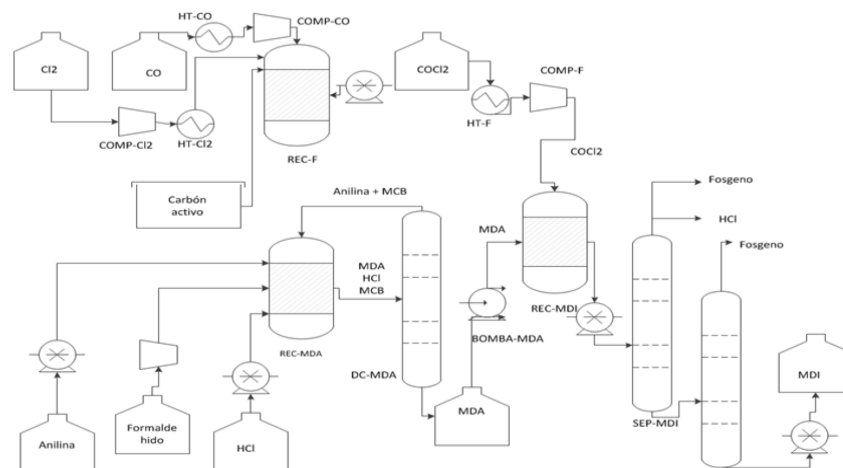 HT-CO
COMP-CO
Cl2
CO
COCl2
COMP-F
COMP-Cl2
HT-Cl2
HT-F
REC-F
COCl2
Carbón
activo
Anilina + MCB
Fosgeno
HCl
Fosgeno
MDA
MDA
HCl
MCB
REC-MDI
BOMBA-MDA
REC-MDA
DC-MDA
MDA
MDI
SEP-MDI
Anilina
Formalde
hido
HCl